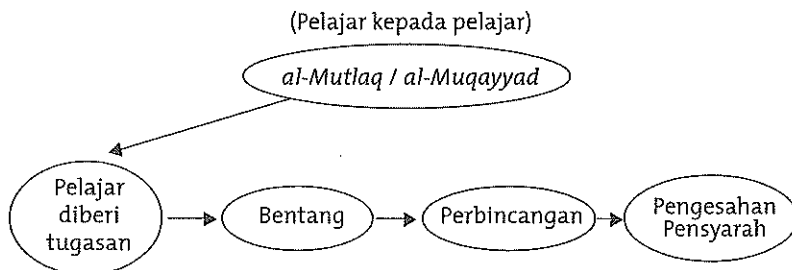 (Pelajar kepada pelajar)
al-Mutlaq / al-Muqayyad
Pelajar
diberi
tugasan
Bentang
Perbincangan
Pengesahan
Pensyarah